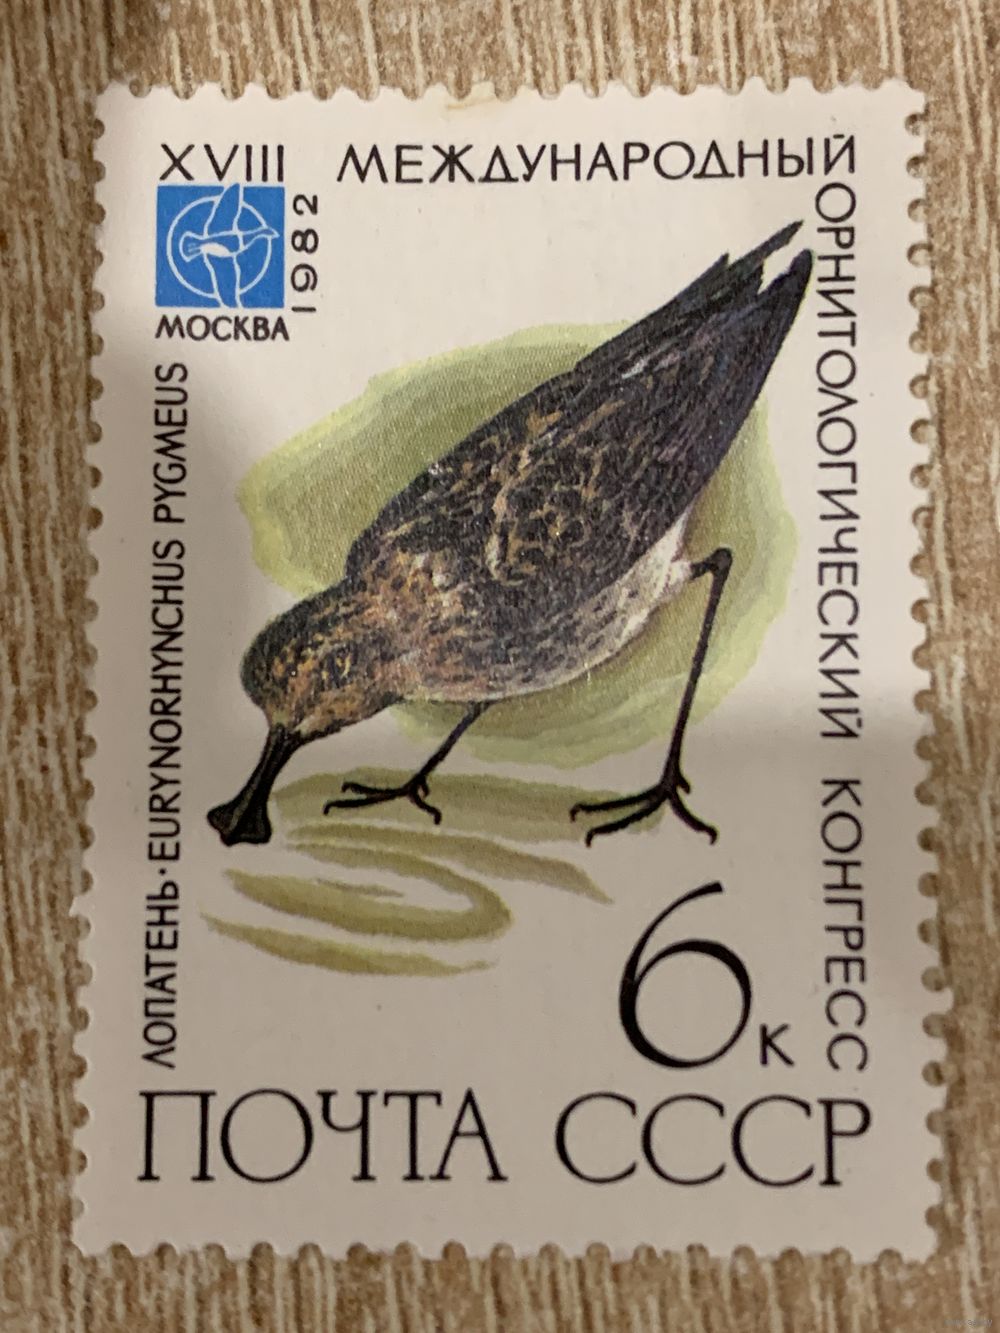 XVIII МЕЖДУНАРОДНЫЙ
ОРНИТОЛОГИЧЕСКИЙ КОНГРЕСС
1982
МОСКВА
ЛОПАТЕНЬ·EURYNORHYNCHUS PYGMEUS
6к
ПОЧТА СССР